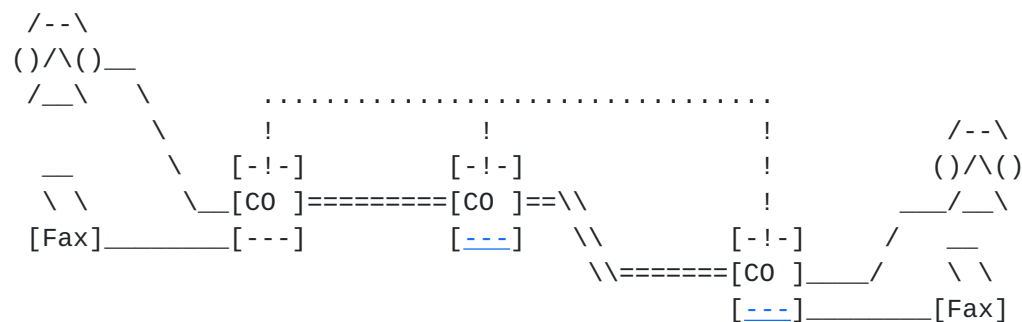 /--\
()/\()__
 /__\   \       .................................
         \      !             !                 !           /--\
  __      \   [-!-]         [-!-]               !          ()/\()
  \ \      \__[CO ]=========[CO ]==\\           !        ___/__\
 [Fax]________[---]         [---]   \\        [-!-]     /   __
                                     \\=======[CO ]____/    \ \
                                              [---]________[Fax]